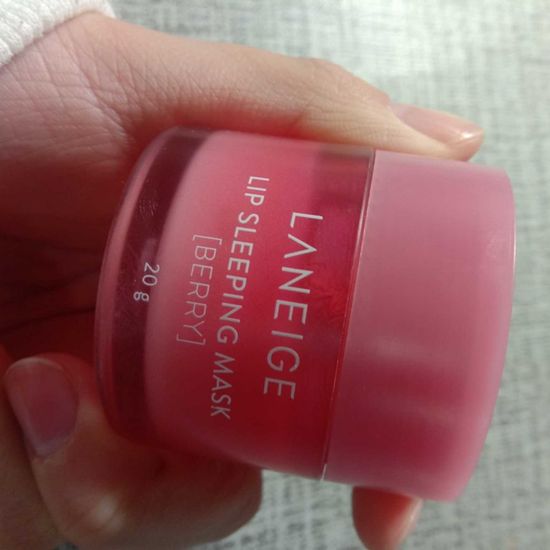 LANEIGE
LIP SLEEPING MASK
[BERRY]
20 g